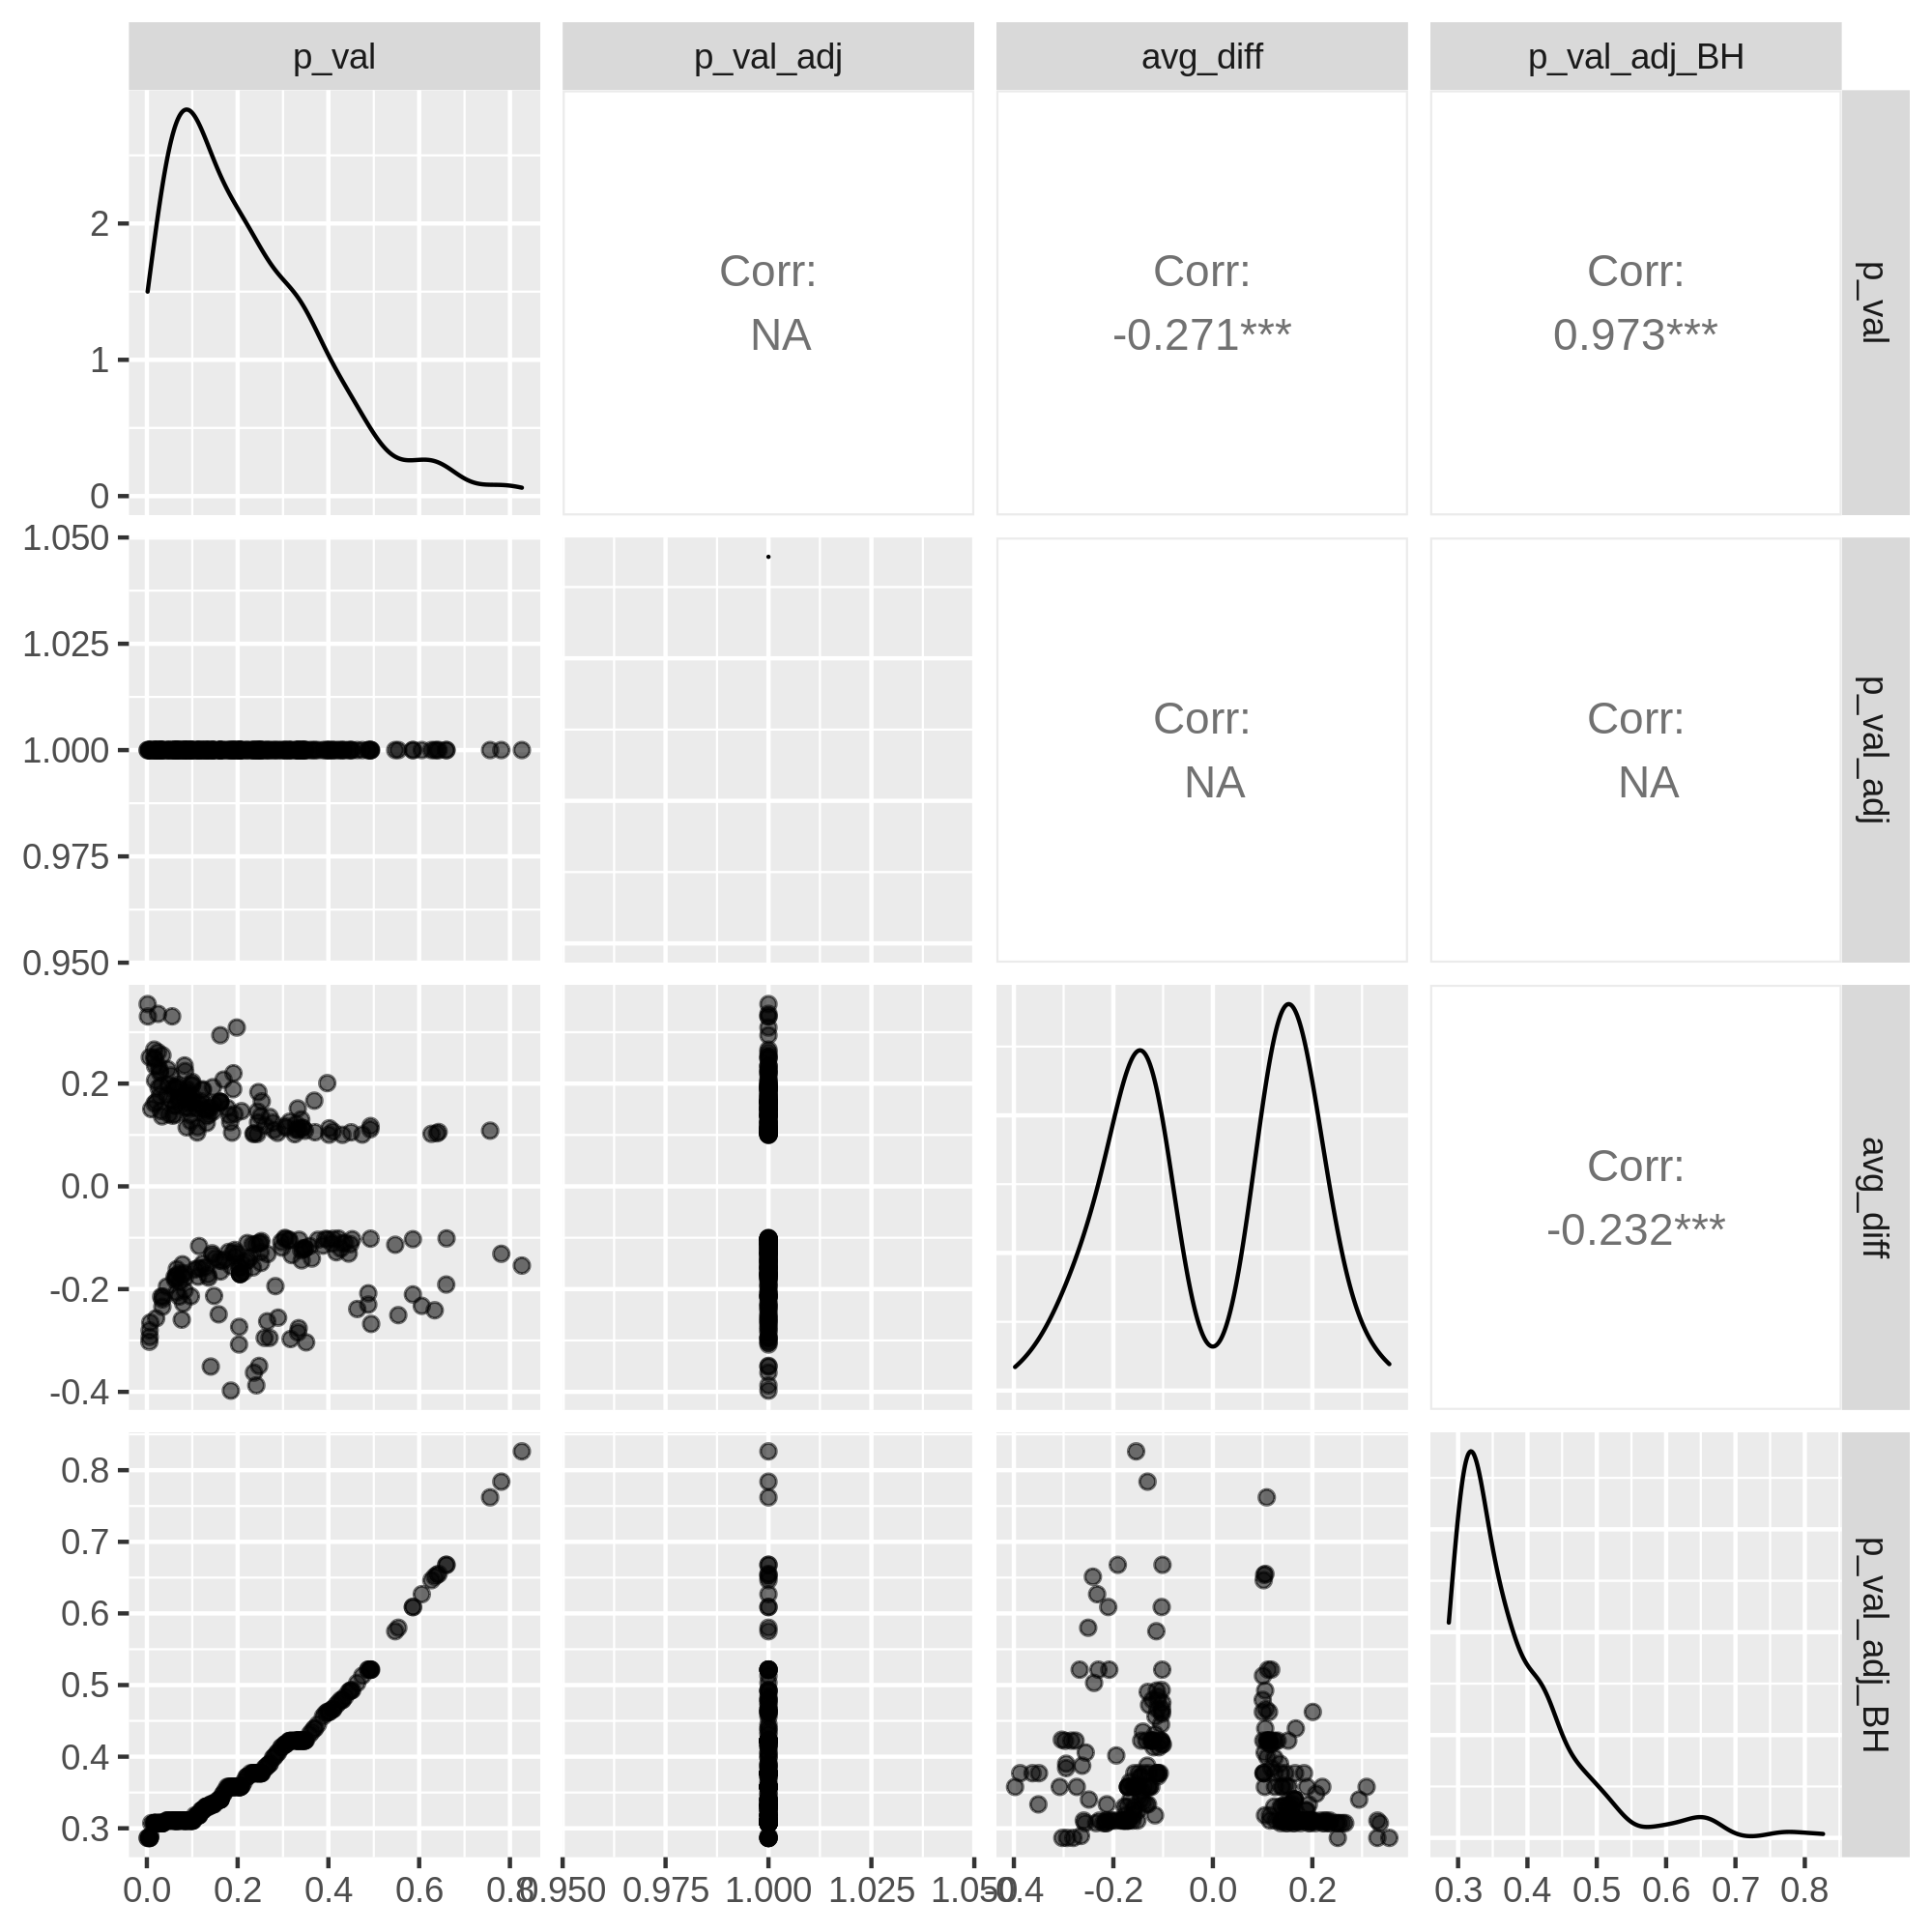 p_val
p_val_adj
avg_diff
p_val_adj_BH
2
1
0
Corr:
NA
Corr:
-0.271***
Corr:
0.973***
p_val
1.050
1.025
1.000
0.975
0.950
Corr:
NA
Corr:
NA
p_val_adj
0.2
0.0
-0.2
-0.4
Corr:
-0.232***
avg_diff
0.8
0.7
0.6
0.5
0.4
0.3
p_val_adj_BH
0.0 0.2 0.4 0.6 0.8
0.950 0.975 1.000 1.025 1.050
-0.4 -0.2 0.0 0.2
0.3 0.4 0.5 0.6 0.7 0.8